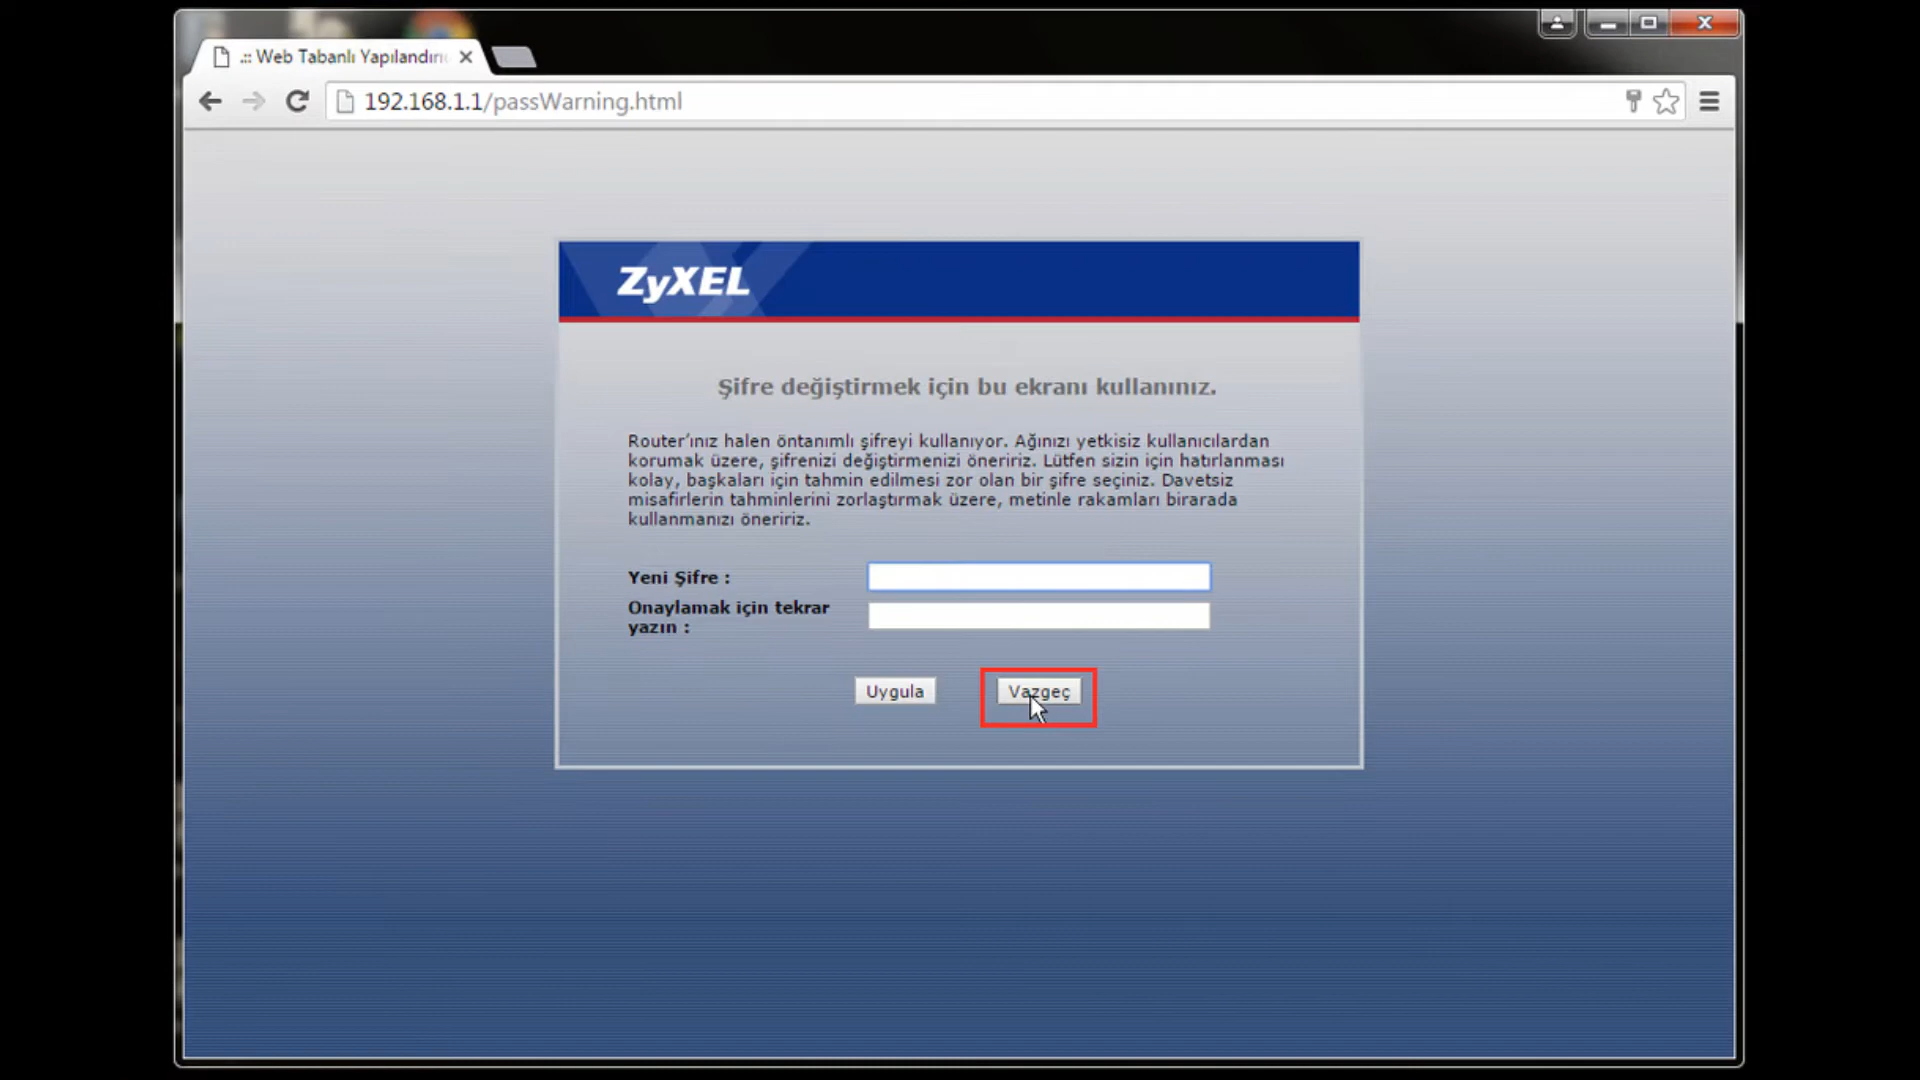 .:: Web Tabanlı Yapılandırı
192.168.1.1/passWarning.html
ZyXEL
Şifre değiştirmek için bu ekranı kullanınız.
Router’ınız halen öntanımlı şifreyi kullanıyor. Ağınızı yetkisiz kullanıcılardan
korumak üzere, şifrenizi değiştirmenizi öneririz. Lütfen sizin için hatırlanması
kolay, başkaları için tahmin edilmesi zor olan bir şifre seçiniz. Davetsiz
misafirlerin tahminlerini zorlaştırmak üzere, metinle rakamları birarada
kullanmanızı öneririz.
Yeni Şifre :
Onaylamak için tekrar
yazın :
Uygula Vazgeç